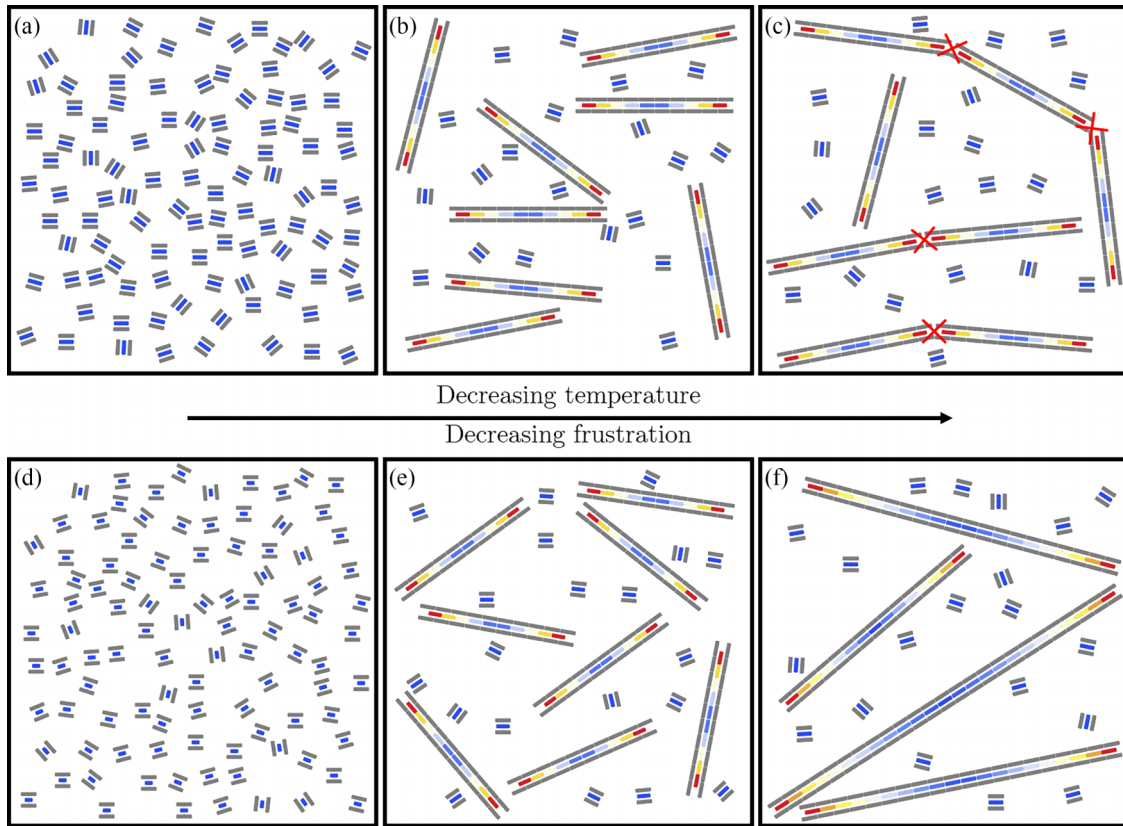 (a)
(b)
(c)
Decreasing temperature
Decreasing frustration
(d)
(e)
(f)